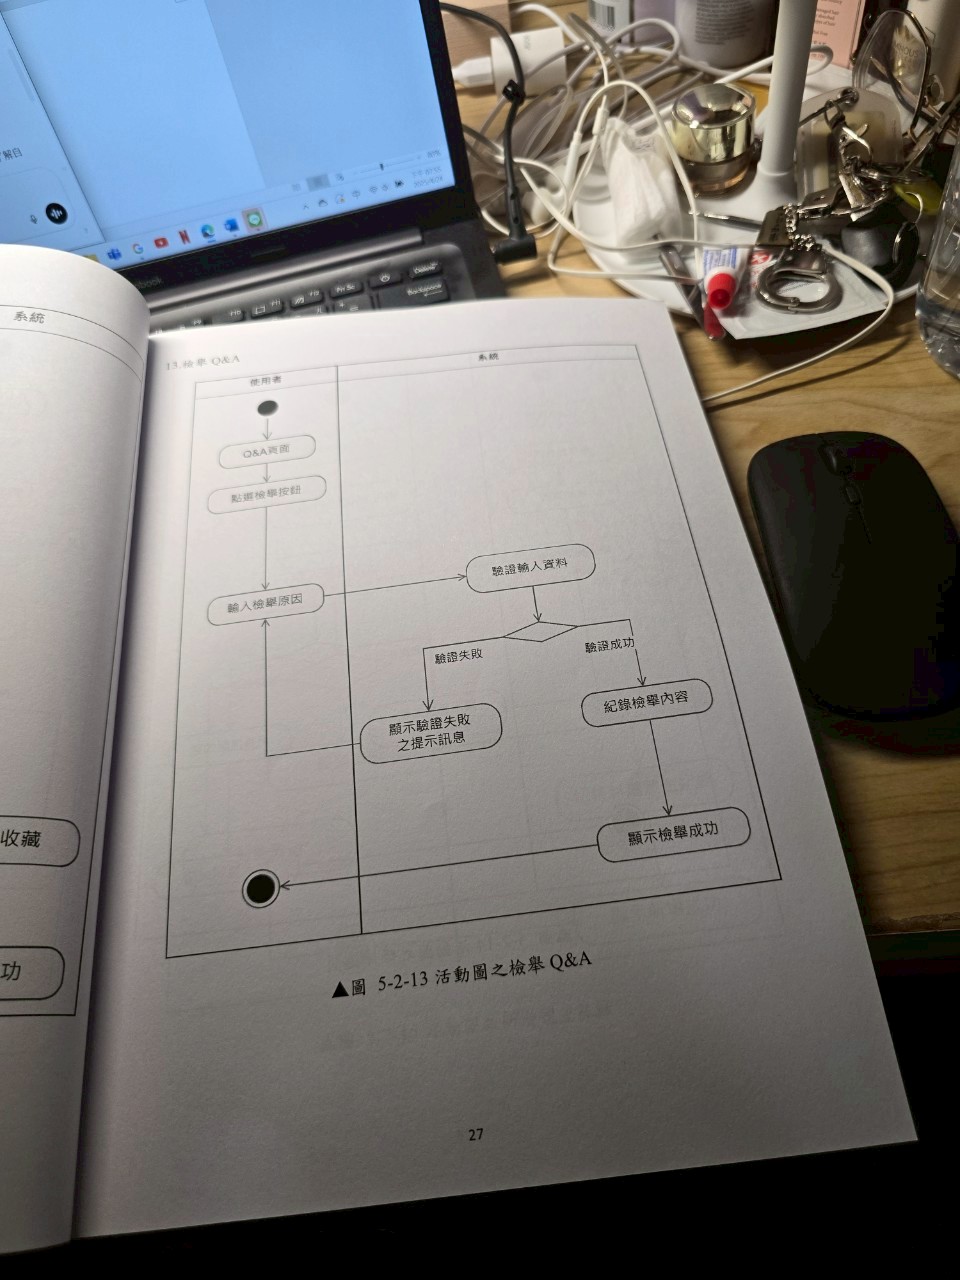 系統
收藏
功
13.檢舉 Q&A
使用者
系統
Q&A頁面
點選檢舉按鈕
輸入檢舉原因
驗證輸入資料
驗證失敗
驗證成功
顯示驗證失敗
之提示訊息
紀錄檢舉內容
顯示檢舉成功
▲圖 5-2-13 活動圖之檢舉 Q&A
27
Delete
Backspace